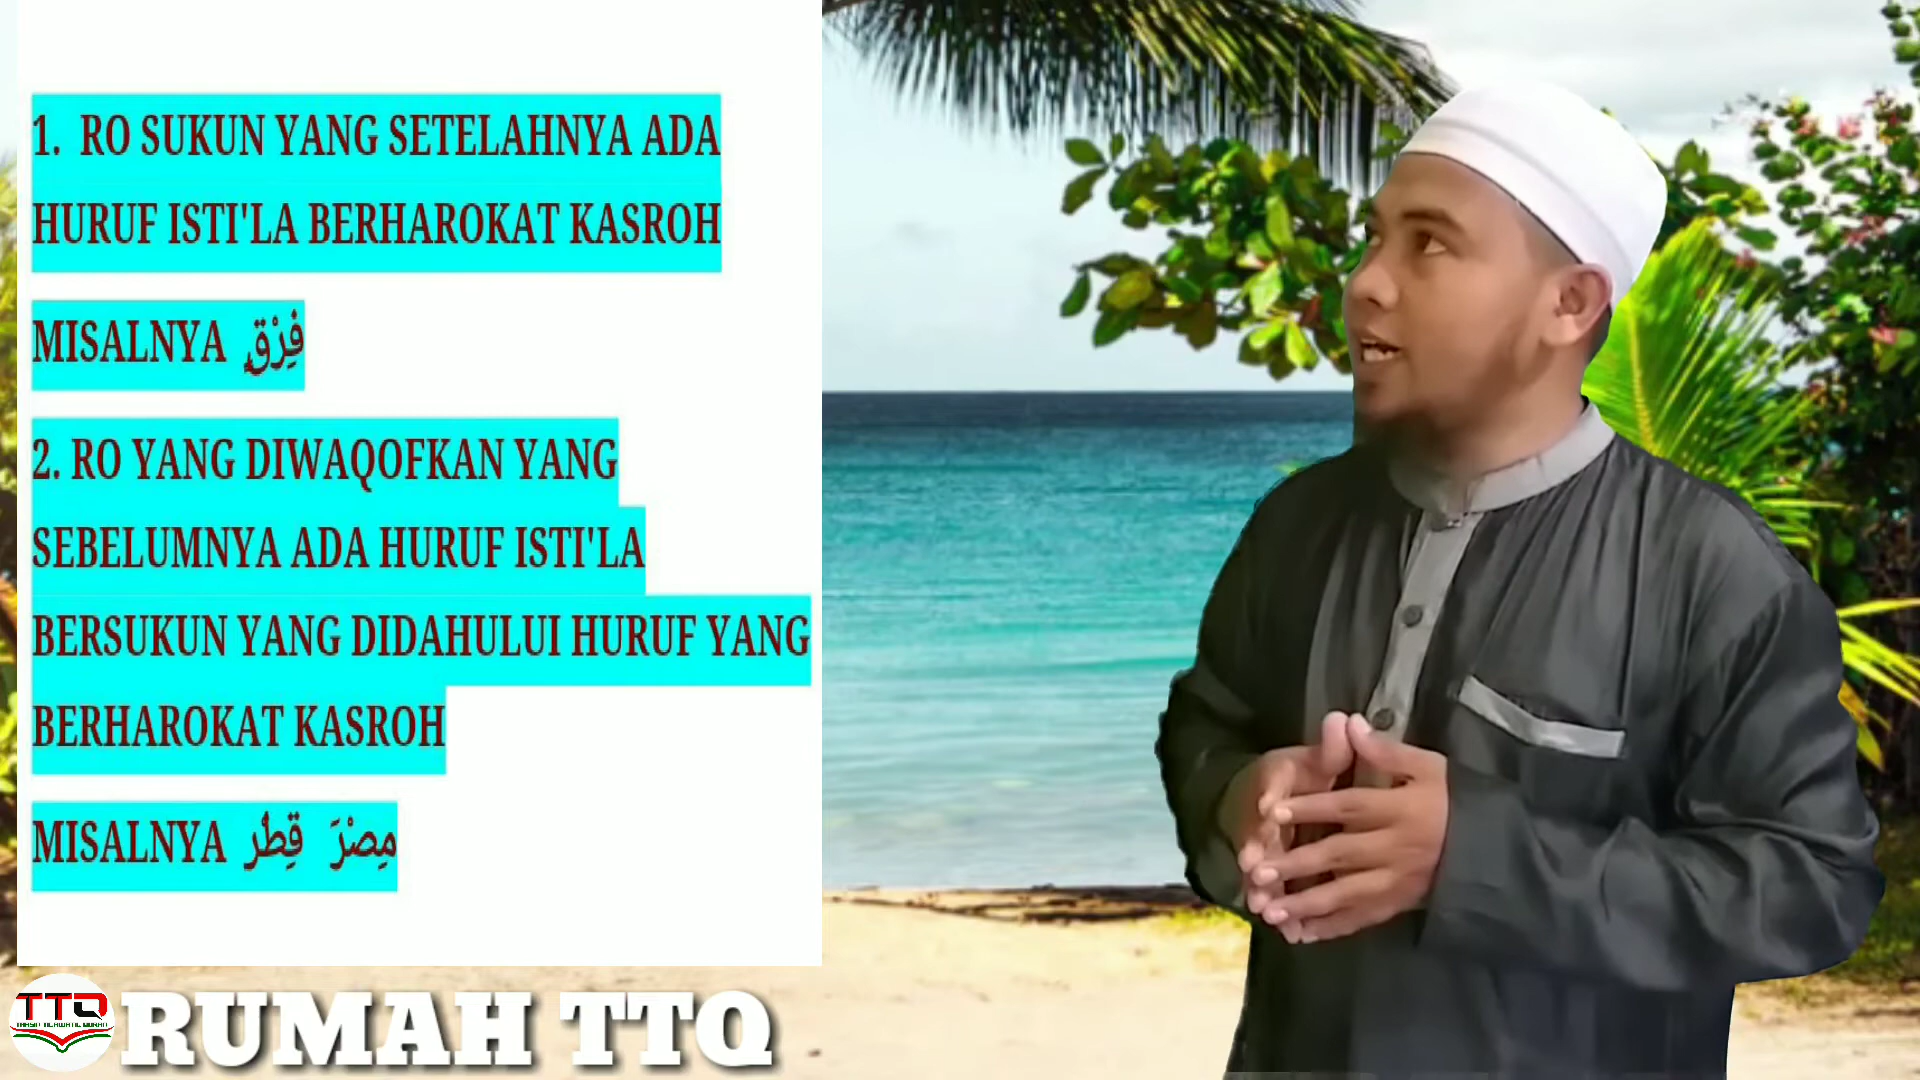 1. RO SUKUN YANG SETELAHNYA ADA
HURUF ISTI'LA BERHAROKAT KASROH
MISALNYA فِرْقٍ
2. RO YANG DIWAQOFKAN YANG
SEBELUMNYA ADA HURUF ISTI'LA
BERSUKUN YANG DIDAHULUI HURUF YANG
BERHAROKAT KASROH
MISALNYA مِصْرَ قِطْر
TTQ
RUMAH TTQ